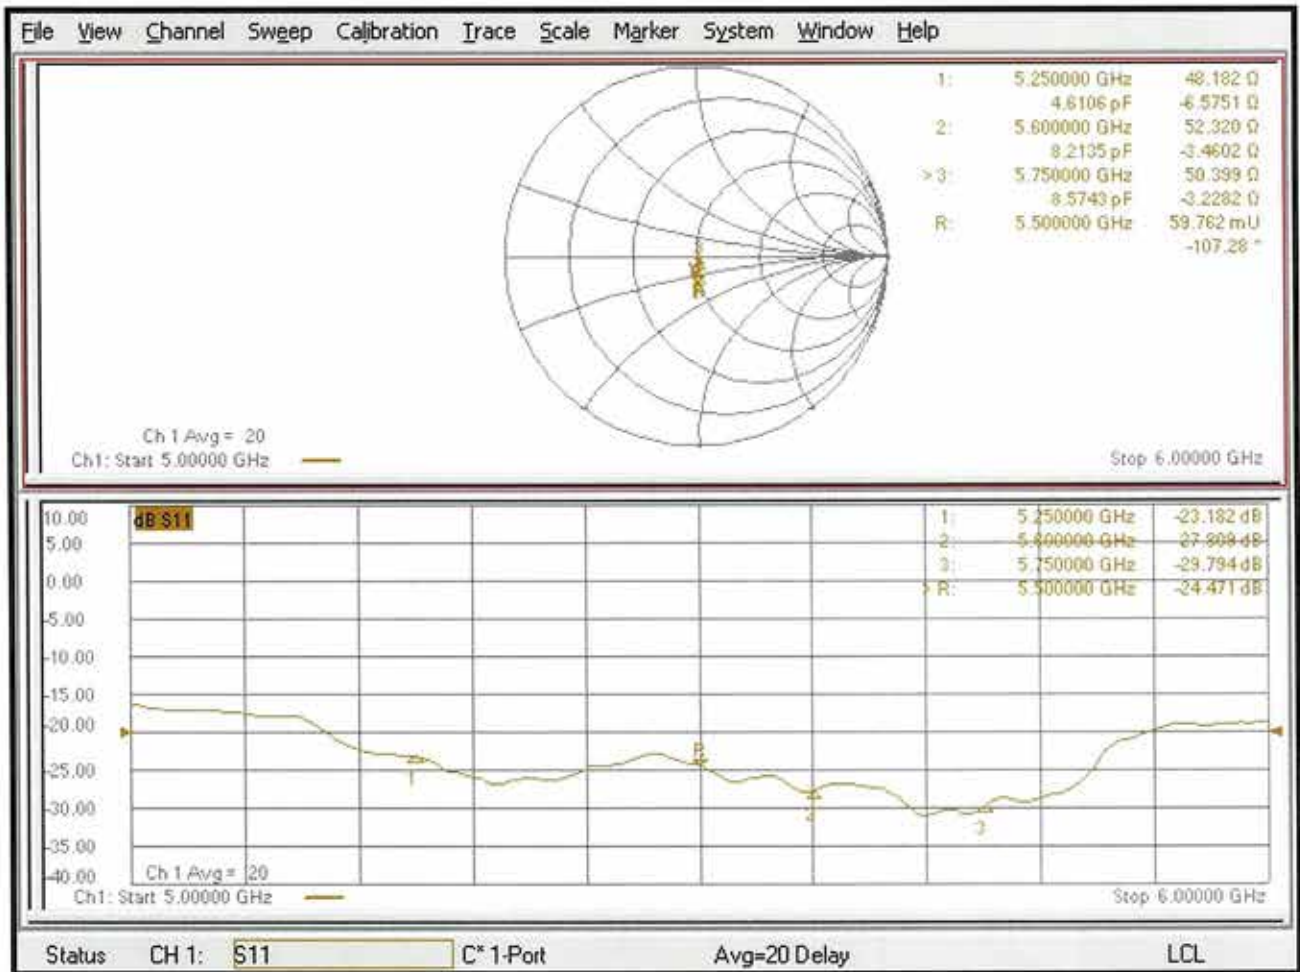 File View Channel Sweep Calibration Trace Scale Marker System Window Help
1: 5.250000 GHz 48.182 Ω
4.6106 pF -6.5751 Ω
2: 5.600000 GHz 52.320 Ω
8.2135 pF -3.4602 Ω
> 3: 5.750000 GHz 50.399 Ω
8.5743 pF -3.2282 Ω
R: 5.500000 GHz 59.762 mU
-107.28 °
Ch 1 Avg = 20
Ch1: Start 5.00000 GHz Stop 6.00000 GHz
10.00 dB S11 1: 5.250000 GHz -23.182 dB
5.00 2: 5.600000 GHz -27.809 dB
0.00 3: 5.750000 GHz -29.794 dB
> R: 5.500000 GHz -24.471 dB
-5.00
-10.00
-15.00
-20.00
R
-25.00
1
-30.00
2
3
-35.00
-40.00 Ch 1 Avg = 20
Ch1: Start 5.00000 GHz Stop 6.00000 GHz
Status CH 1: S11 C* 1-Port Avg=20 Delay LCL